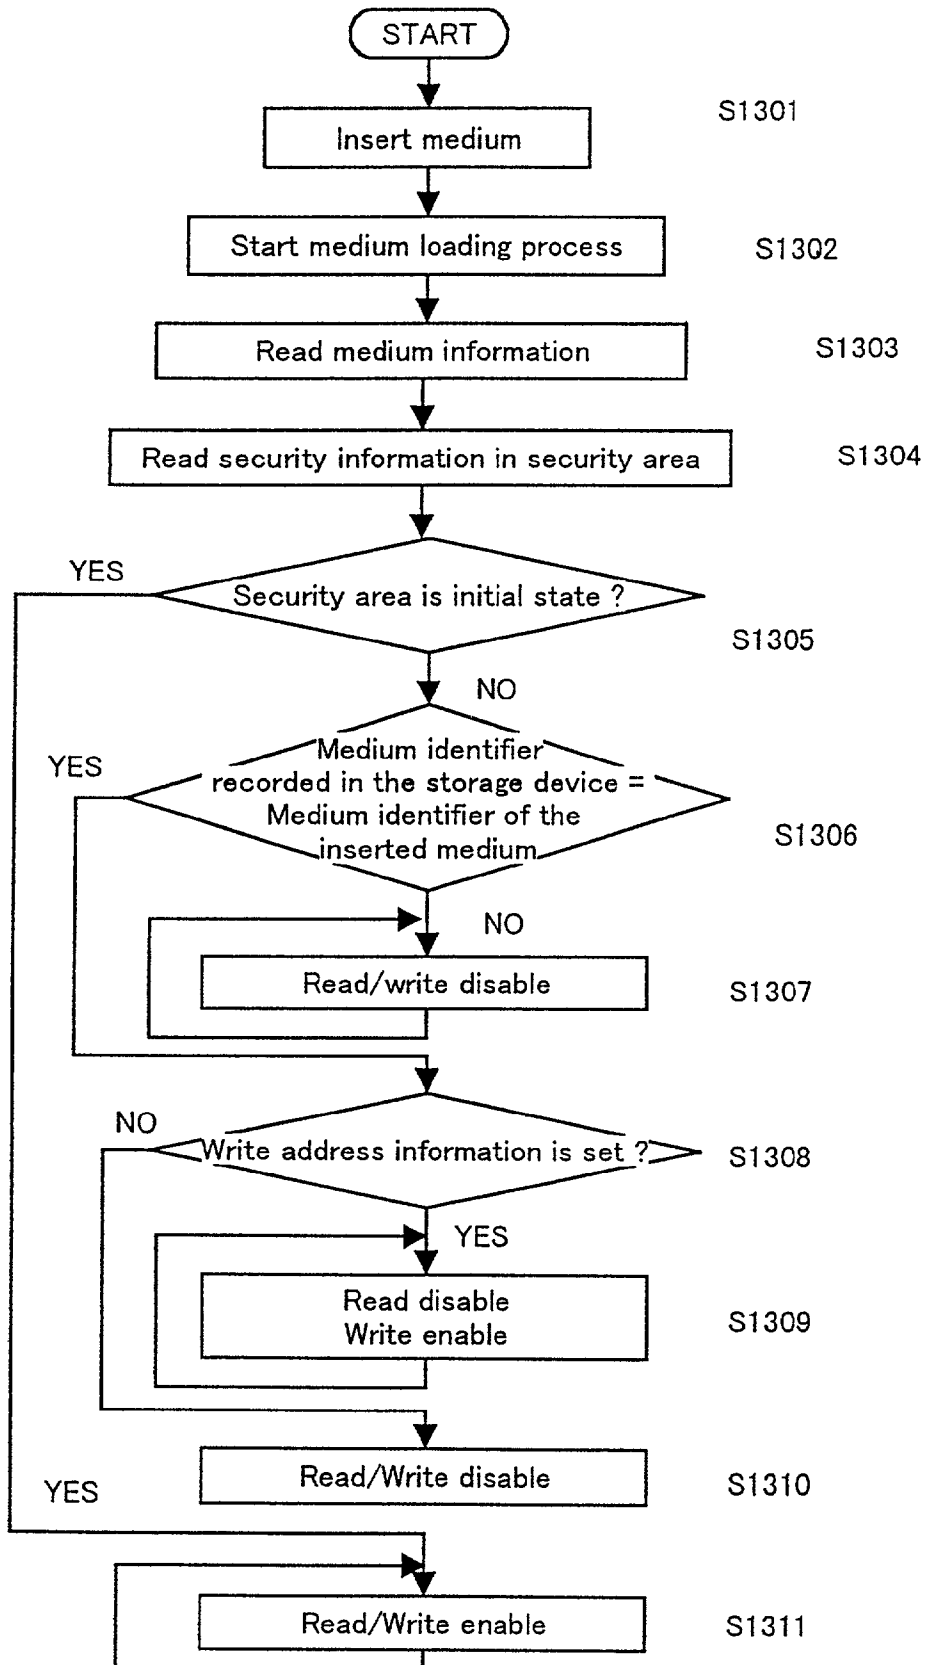 START
S1301
Insert medium
Start medium loading process
S1302
Read medium information
S1303
Read security information in security area
S1304
YES
Security area is initial state ?
S1305
NO
YES
Medium identifier
recorded in the storage device =
Medium identifier of the
inserted medium
S1306
NO
Read/write disable
S1307
NO
Write address information is set ?
S1308
YES
Read disable
Write enable
S1309
Read/Write disable
S1310
YES
Read/Write enable
S1311